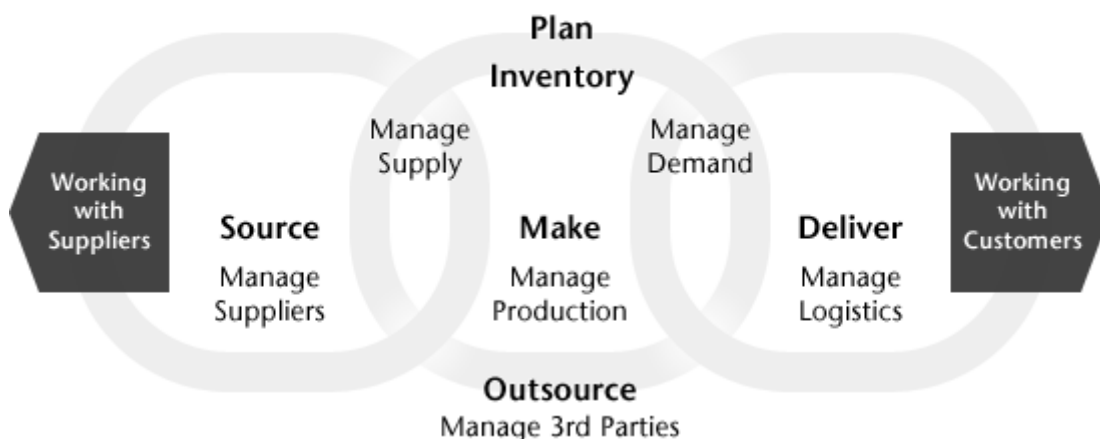 Plan
Inventory
Manage
Supply
Manage
Demand
Working
with
Suppliers
Source
Manage
Suppliers
Make
Manage
Production
Deliver
Manage
Logistics
Working
with
Customers
Outsource
Manage 3rd Parties